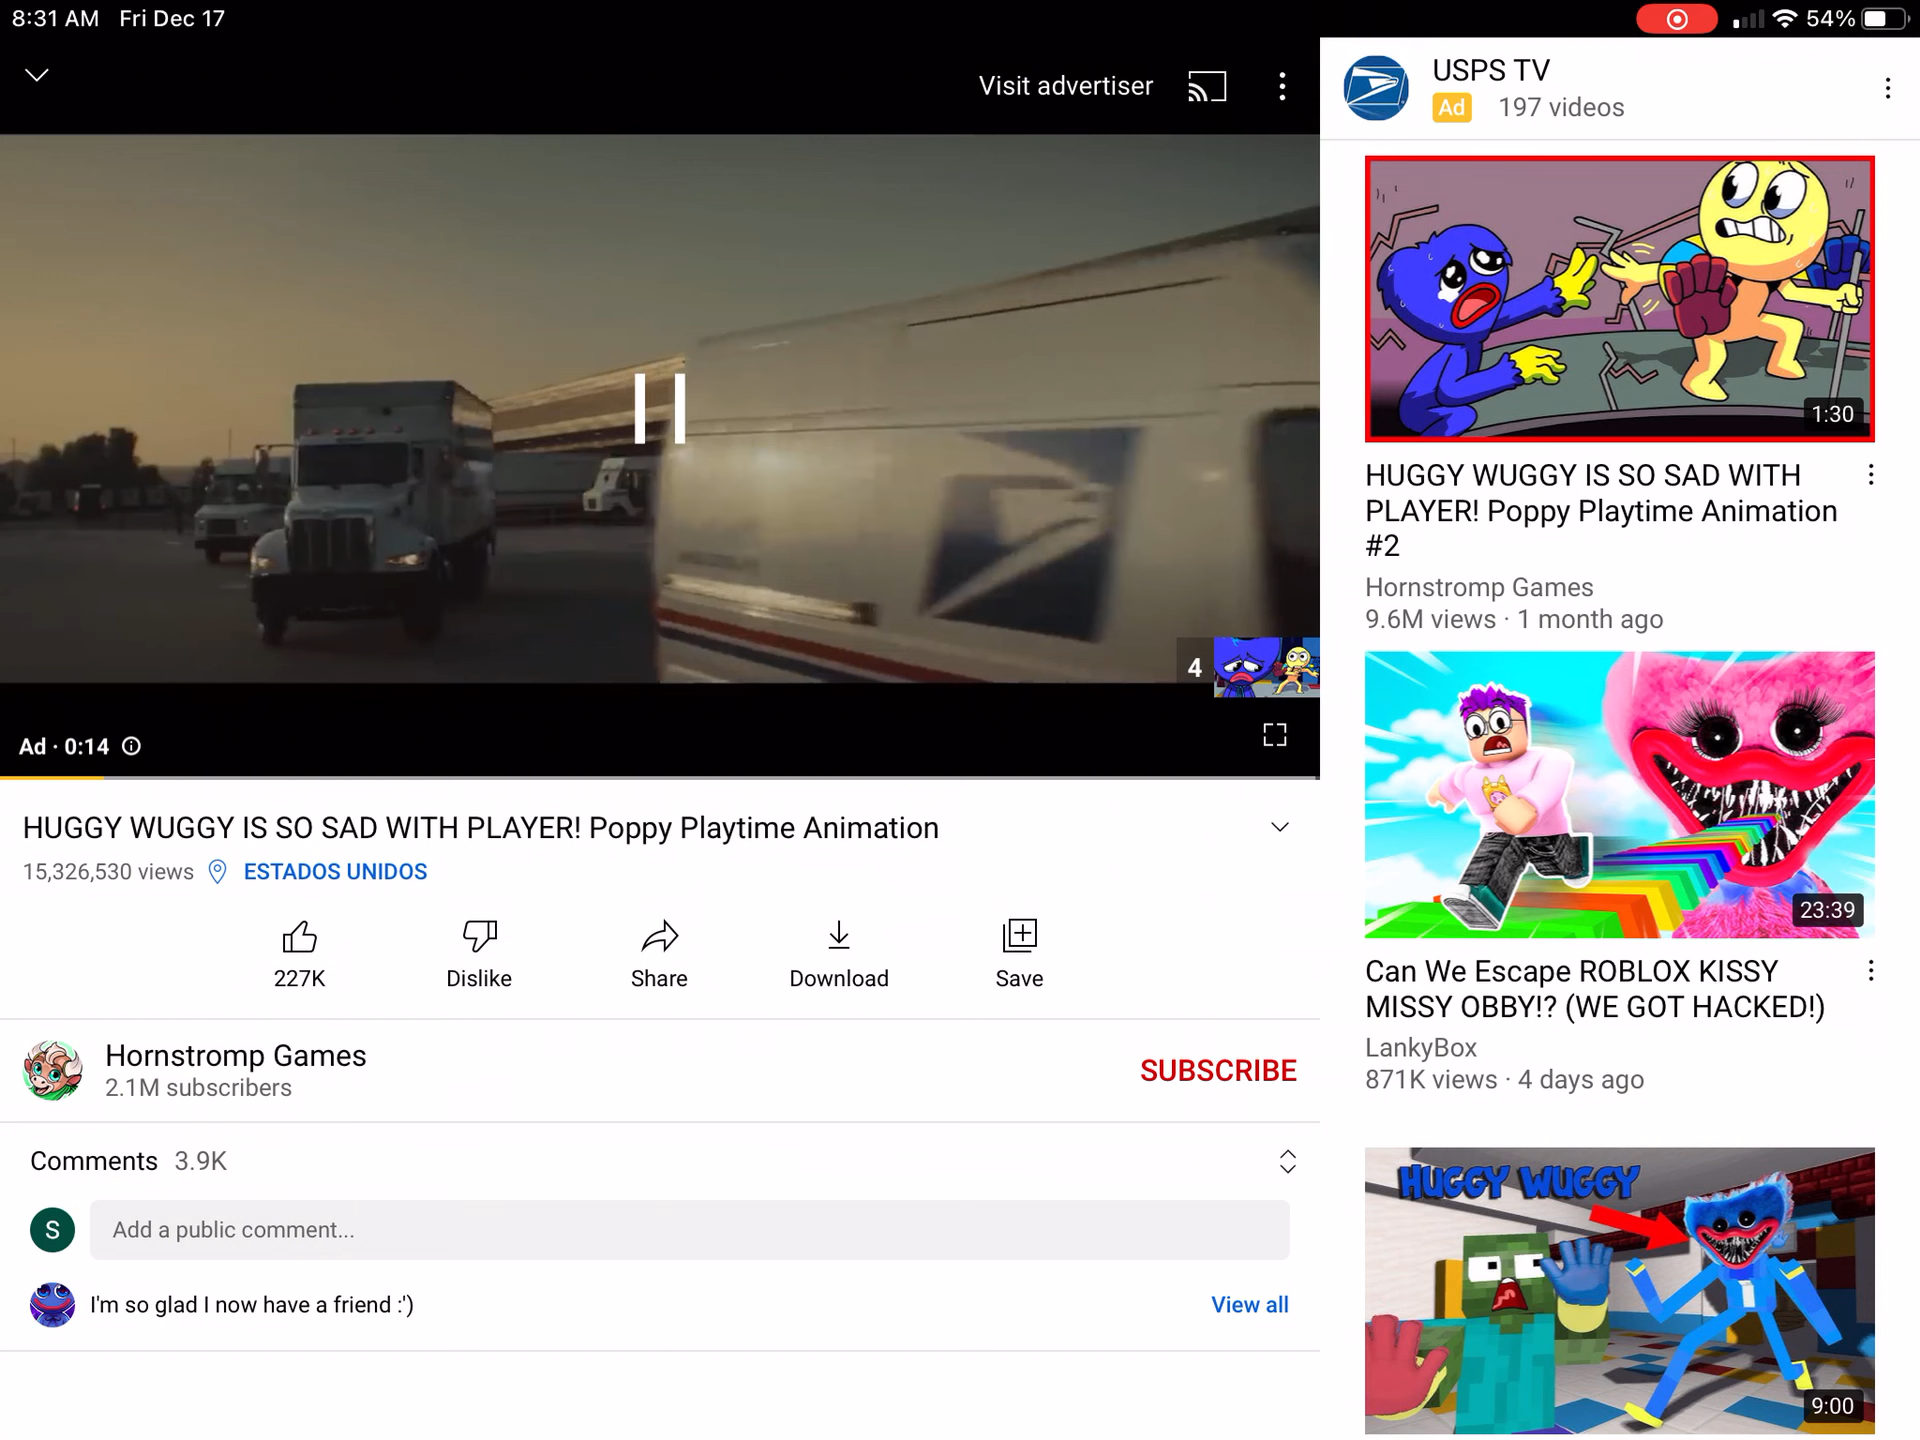 8:31 AM Fri Dec 17
54%
Visit advertiser
4
Ad · 0:14
HUGGY WUGGY IS SO SAD WITH PLAYER! Poppy Playtime Animation
15,326,530 views ESTADOS UNIDOS
227K
Dislike
Share
Download
Save
Hornstromp Games
2.1M subscribers
SUBSCRIBE
Comments 3.9K
S
Add a public comment...
I'm so glad I now have a friend :')
View all
USPS TV
Ad 197 videos
1:30
HUGGY WUGGY IS SO SAD WITH
PLAYER! Poppy Playtime Animation
#2
Hornstromp Games
9.6M views · 1 month ago
23:39
Can We Escape ROBLOX KISSY
MISSY OBBY!? (WE GOT HACKED!)
LankyBox
871K views · 4 days ago
HUGGY WUGGY
9:00